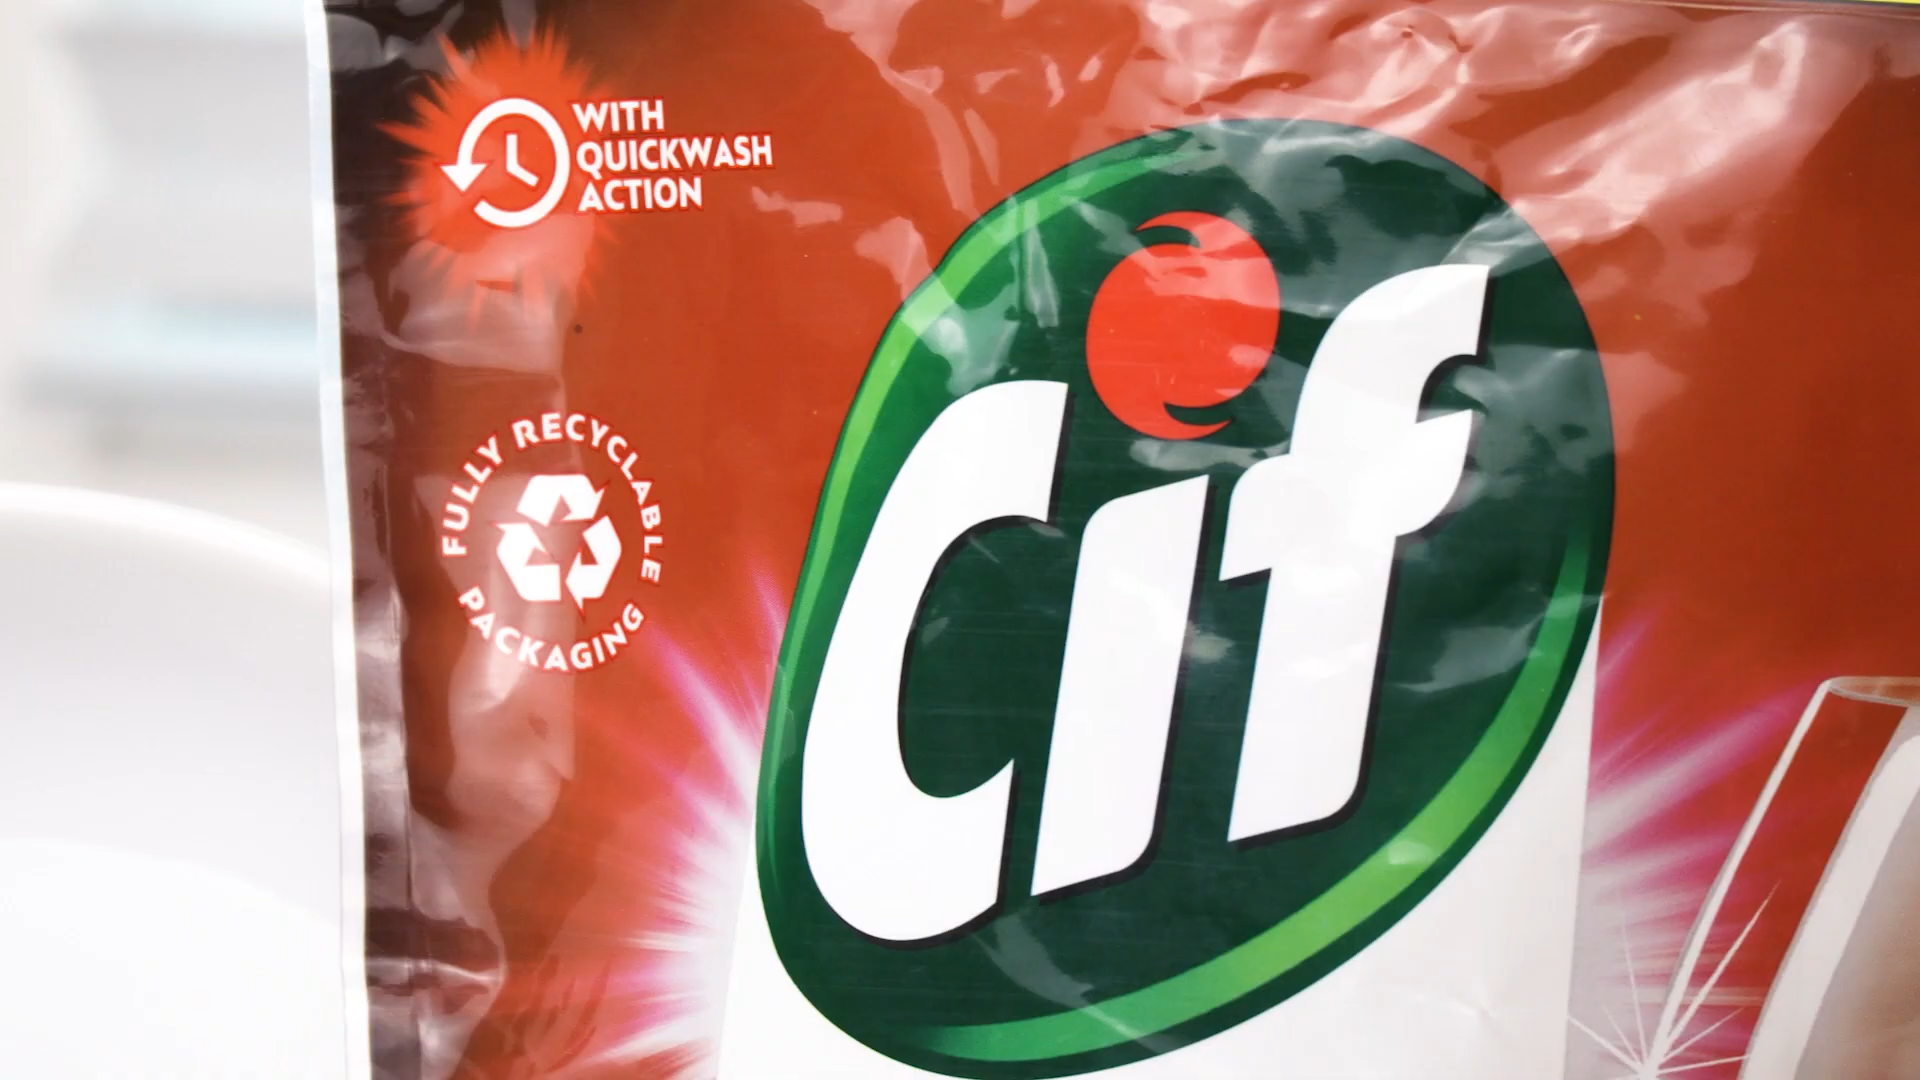 WITH
QUICKWASH
ACTION
FULLY RECYCLABLE
PACKAGING
Cif